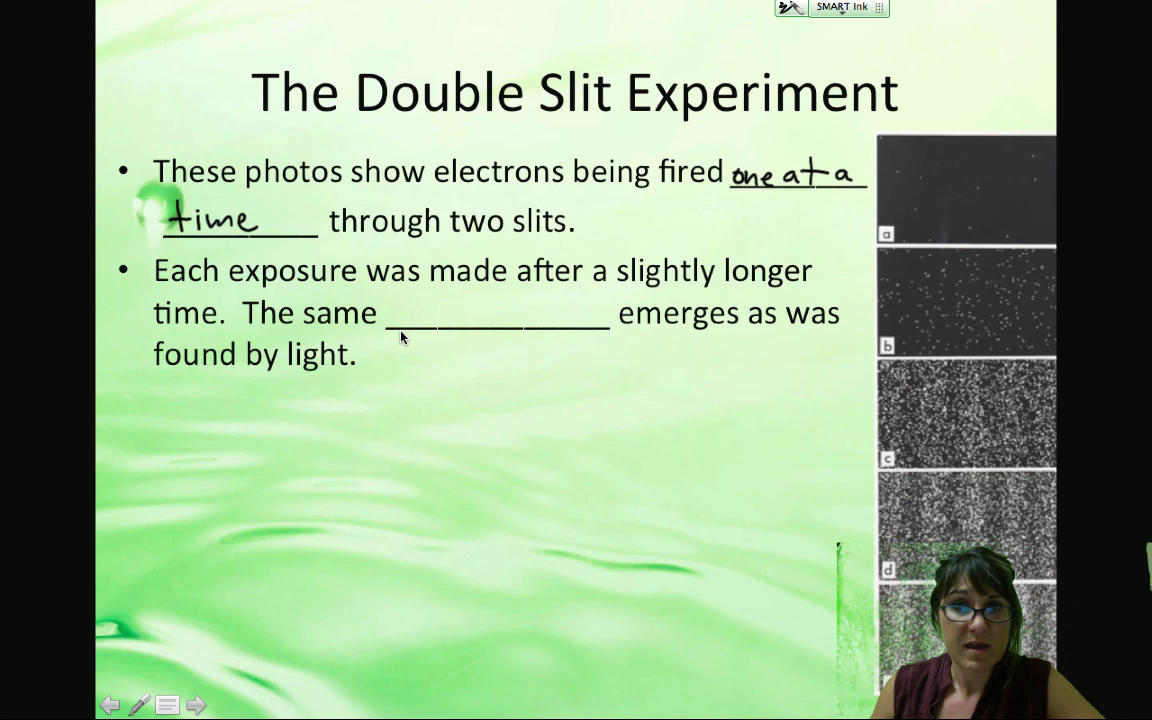 SMART Ink
The Double Slit Experiment
• These photos show electrons being fired one at a
time through two slits.
• Each exposure was made after a slightly longer
time. The same _____________ emerges as was
found by light.
a
b
c
d